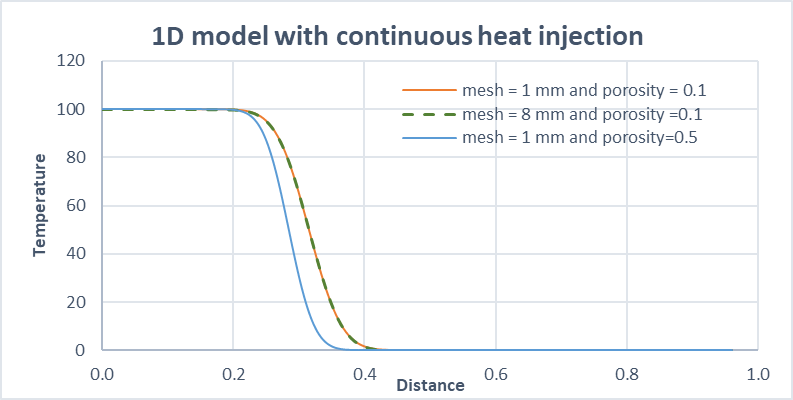 1D model with continuous heat injection
120
100
80
60
40
20
0
Temperature
mesh = 1 mm and porosity = 0.1
mesh = 8 mm and porosity =0.1
mesh = 1 mm and porosity=0.5
0.0 0.2 0.4 0.6 0.8 1.0
Distance